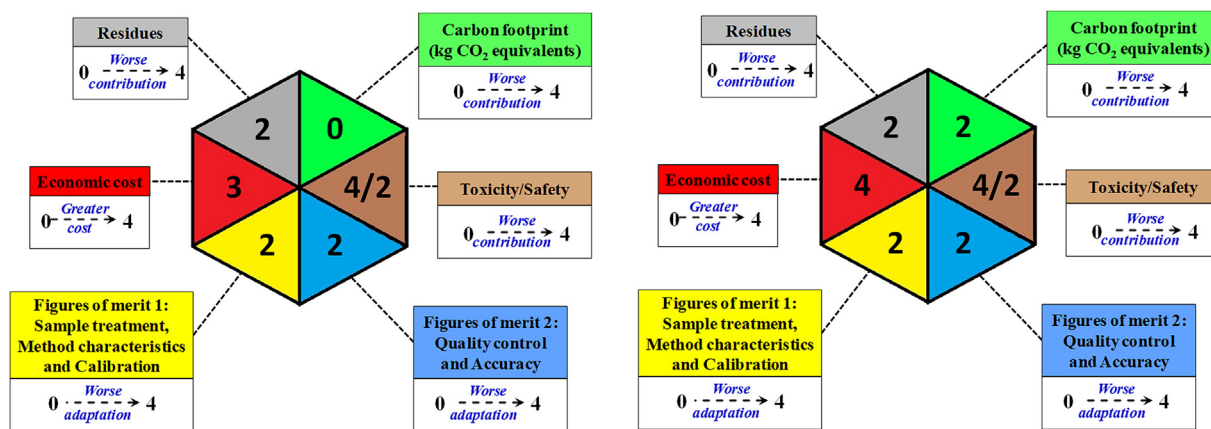 Residues
Worse
0 4
contribution
Carbon footprint
(kg CO2 equivalents)
Worse
0 4
contribution
2
0
Economic cost
Greater
0 4
cost
3
4/2
Toxicity/Safety
Worse
0 4
contribution
2
2
Figures of merit 1:
Sample treatment,
Method characteristics
and Calibration
Worse
0 4
adaptation
Figures of merit 2:
Quality control
and Accuracy
Worse
0 4
adaptation
Residues
Worse
0 4
contribution
Carbon footprint
(kg CO2 equivalents)
Worse
0 4
contribution
2
2
Economic cost
Greater
0 4
cost
4
4/2
Toxicity/Safety
Worse
0 4
contribution
2
2
Figures of merit 1:
Sample treatment,
Method characteristics
and Calibration
Worse
0 4
adaptation
Figures of merit 2:
Quality control
and Accuracy
Worse
0 4
adaptation